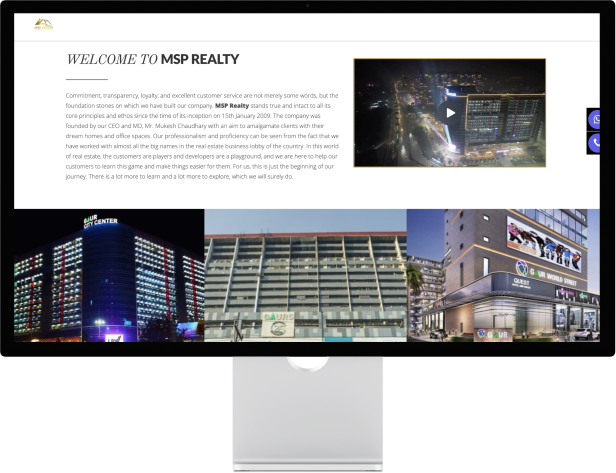 WELCOME TO MSP REALTY
Commitment, transparency, loyalty, and excellent customer service are not merely some words, but the
foundation stones on which we have built our company. MSP Realty stands true and intact to all its
core principles and ethos since the time of its inception on 15th January 2009. The company was
founded by our CEO and MD, Mr. Mukesh Chaudhary with an aim to amalgamate clients with their
dream homes and office spaces. Our professionalism and proficiency can be seen from the fact that we
have worked with almost all the big names in the real estate business lobby of the country. In this world
of real estate, the customers are players and developers are a playground, and we are here to help our
customers to learn this game and make things easier for them. For us, this is just the beginning of our
journey. There is a lot more to learn and a lot more to explore, which we will surely do.
GAUR
CITY CENTER
GAURS
GAUR WORLD STREET
QUEST
GAUR